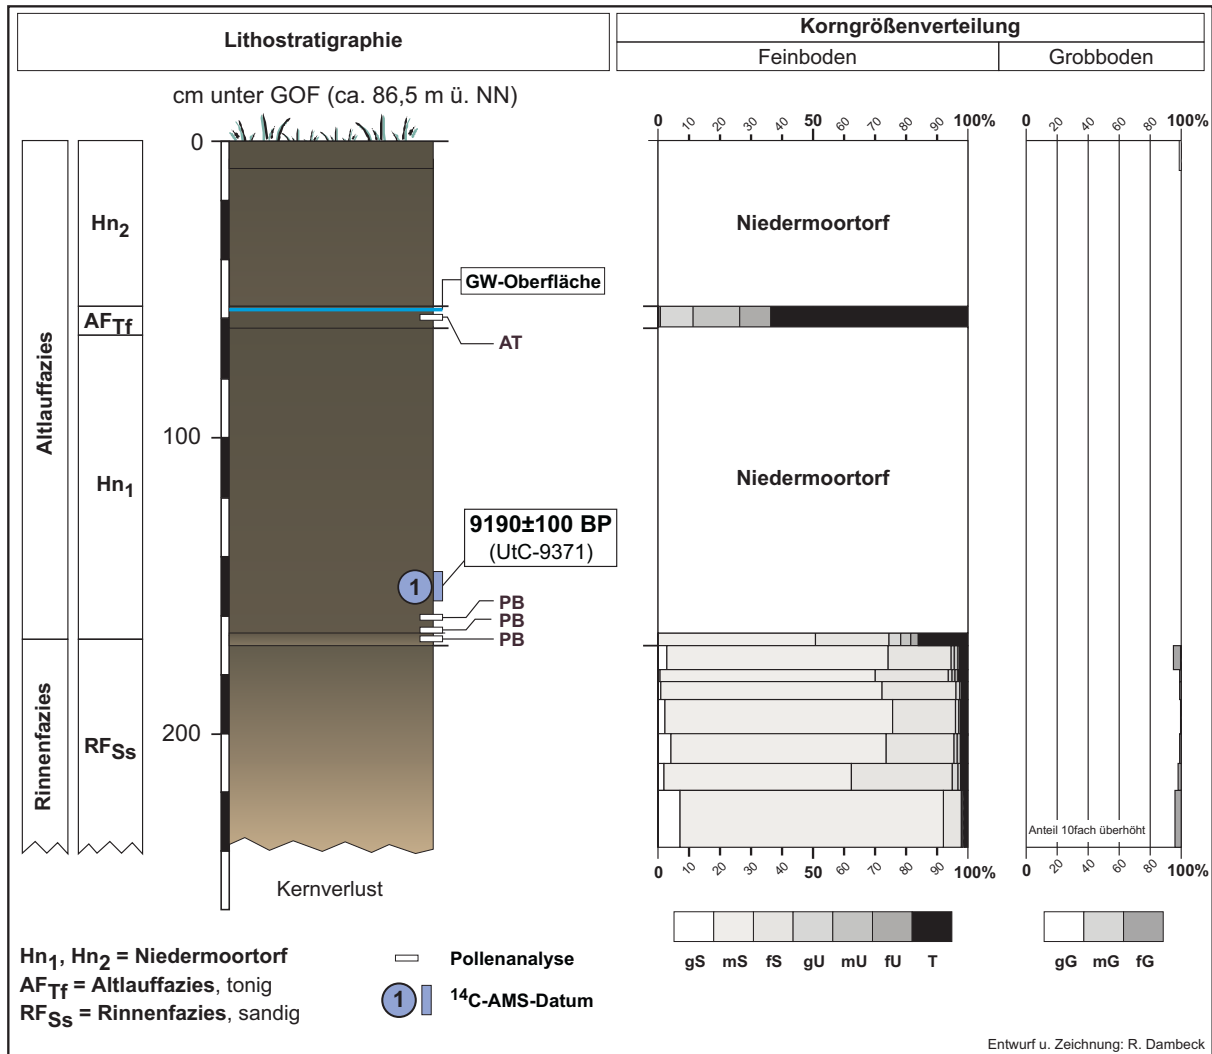 Lithostratigraphie
Korngrößenverteilung
Feinboden
Grobboden
cm unter GOF (ca. 86,5 m ü. NN)
0 10 20 30 40 50 60 70 80 90 100%
0 20 40 60 80 100%
0
100
200
Altlauffazies
Rinnenfazies
Hn2
AFTf
Hn1
RFSs
GW-Oberfläche
AT
9190±100 BP
(UtC-9371)
1
PB
PB
PB
Kernverlust
Niedermoortorf
Niedermoortorf
Anteil 10fach überhöht
0 10 20 30 40 50 60 70 80 90 100%
0 20 40 60 80 100%
gS mS fS gU mU fU T
gG mG fG
Hn1, Hn2 = Niedermoortorf
AFTf = Altlauffazies, tonig
RFSs = Rinnenfazies, sandig
Pollenanalyse
1 14C-AMS-Datum
Entwurf u. Zeichnung: R. Dambeck